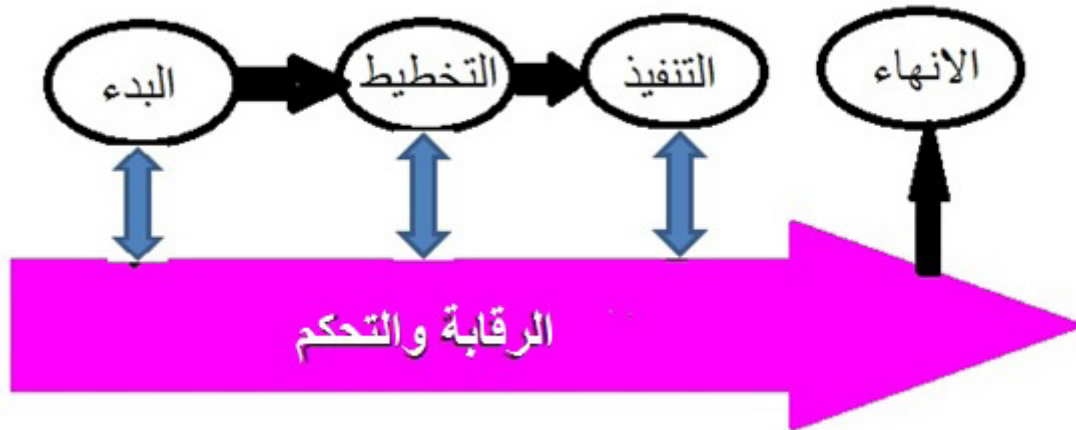 البدء
التخطيط
التنفيذ
الانهاء
الرقابة والتحكم